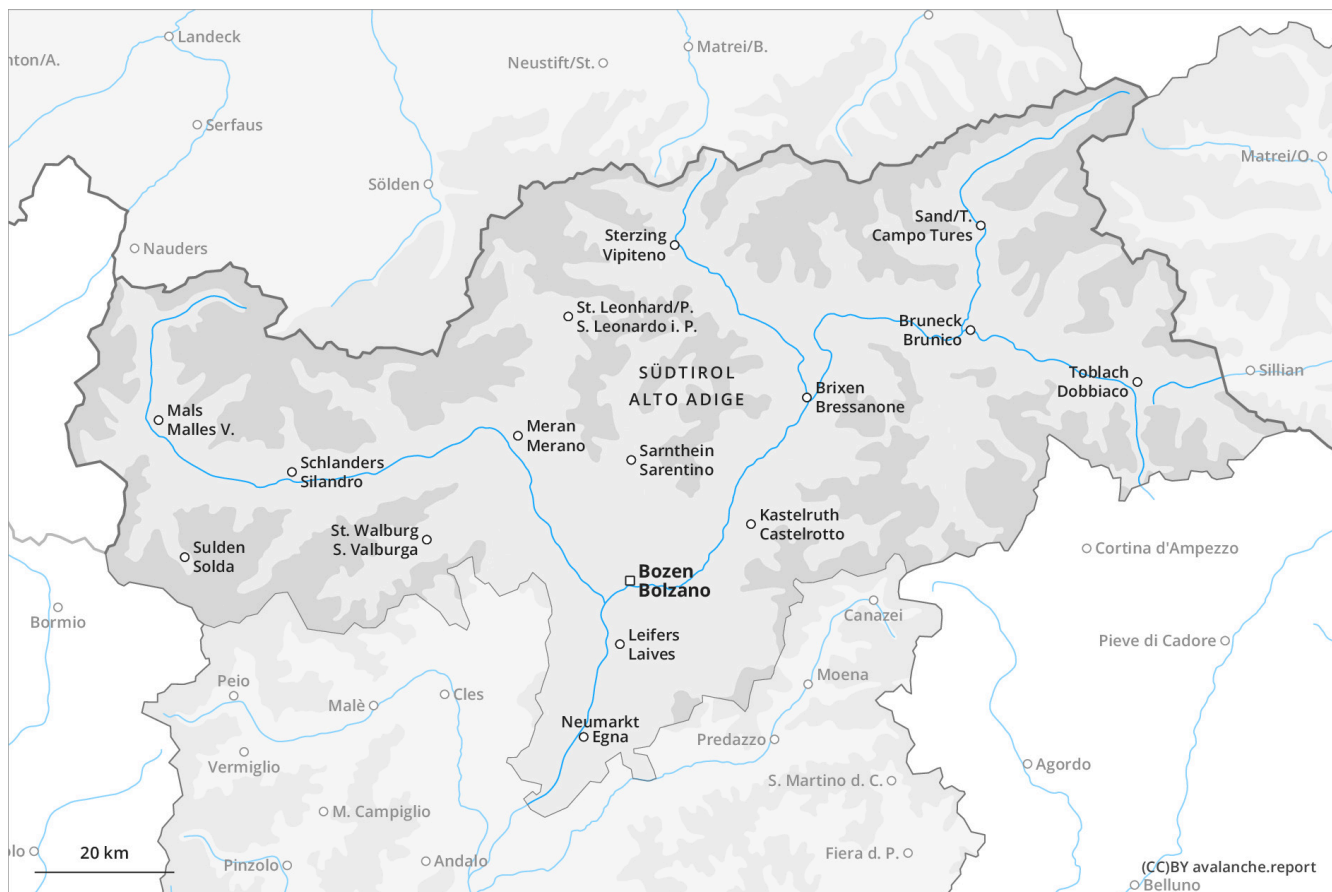 Landeck
nton/A.
Matrei/B.
Neustift/St.
Serfaus
Matrei/O.
Sölden
Sand/T.
Campo Tures
Nauders
Sterzing
Vipiteno
St. Leonhard/P.
S. Leonardo i. P.
Bruneck
Brunico
SÜDTIROL
ALTO ADIGE
Toblach
Dobbiaco
Sillian
Brixen
Bressanone
Mals
Malles V.
Meran
Merano
Sarnthein
Sarentino
Schlanders
Silandro
Kastelruth
Castelrotto
St. Walburg
S. Valburga
Sulden
Solda
Cortina d'Ampezzo
Bozen
Bolzano
Bormio
Canazei
Leifers
Laives
Pieve di Cadore
Peio
Moena
Malè
Cles
Neumarkt
Egna
Predazzo
Vermiglio
Agordo
S. Martino d. C.
M. Campiglio
olo
20 km
Pinzolo
Andalo
Fiera d. P.
(CC)BY avalanche.report
Belluno